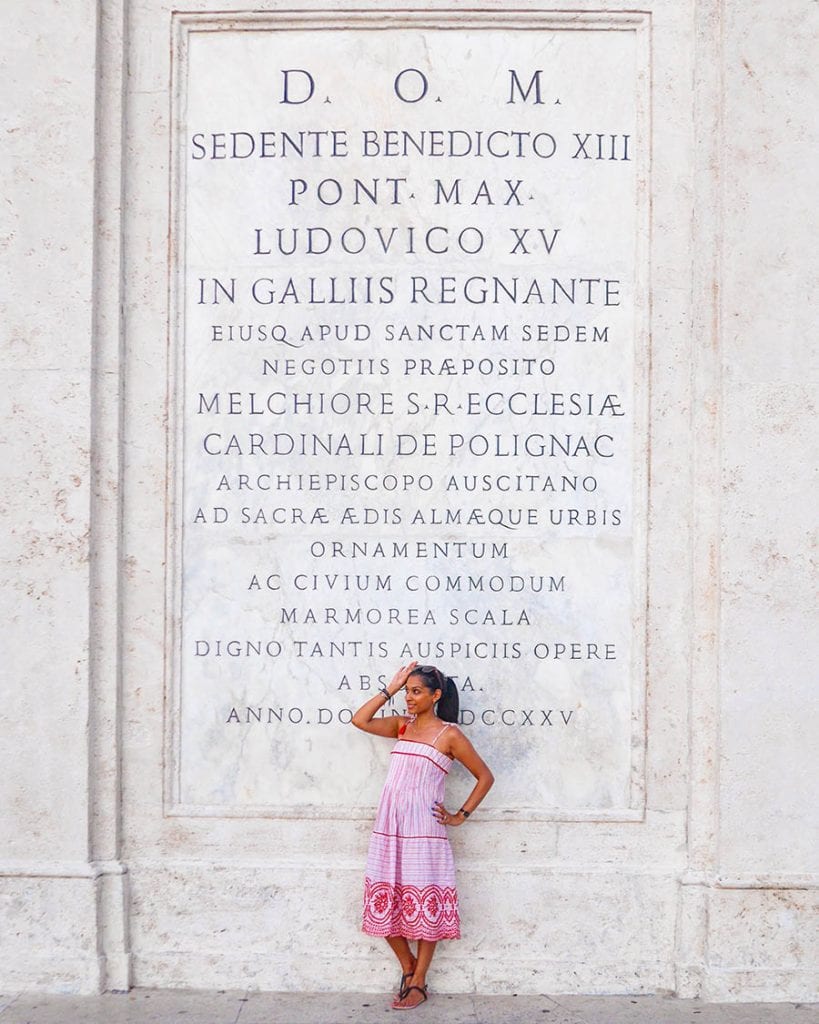 D. O. M.
SEDENTE BENEDICTO XIII
PONT· MAX·
LUDOVICO XV
IN GALLIIS REGNANTE
EIUSQ APUD SANCTAM SEDEM
NEGOTIIS PRÆPOSITO
MELCHIORE S·R·ECCLESIÆ
CARDINALI DE POLIGNAC
ARCHIEPISCOPO AUSCITANO
AD SACRÆ ÆDIS ALMÆQUE URBIS
ORNAMENTUM
AC CIVIUM COMMODUM
MARMOREA SCALA
DIGNO TANTIS AUSPICIIS OPERE
ANNO.